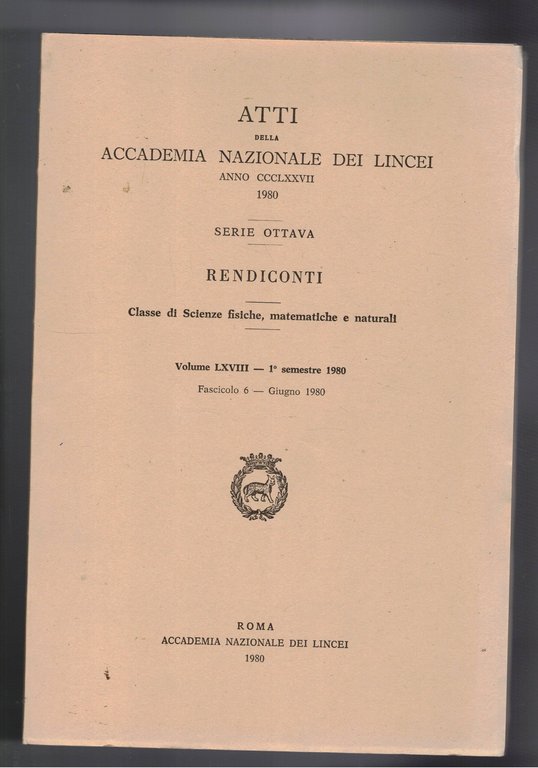 ATTI
DELLA
ACCADEMIA NAZIONALE DEI LINCEI
ANNO CCCLXXVII
1980
SERIE OTTAVA
RENDICONTI
Classe di Scienze fisiche, matematiche e naturali
Volume LXVIII — 1° semestre 1980
Fascicolo 6 — Giugno 1980
ROMA
ACCADEMIA NAZIONALE DEI LINCEI
1980